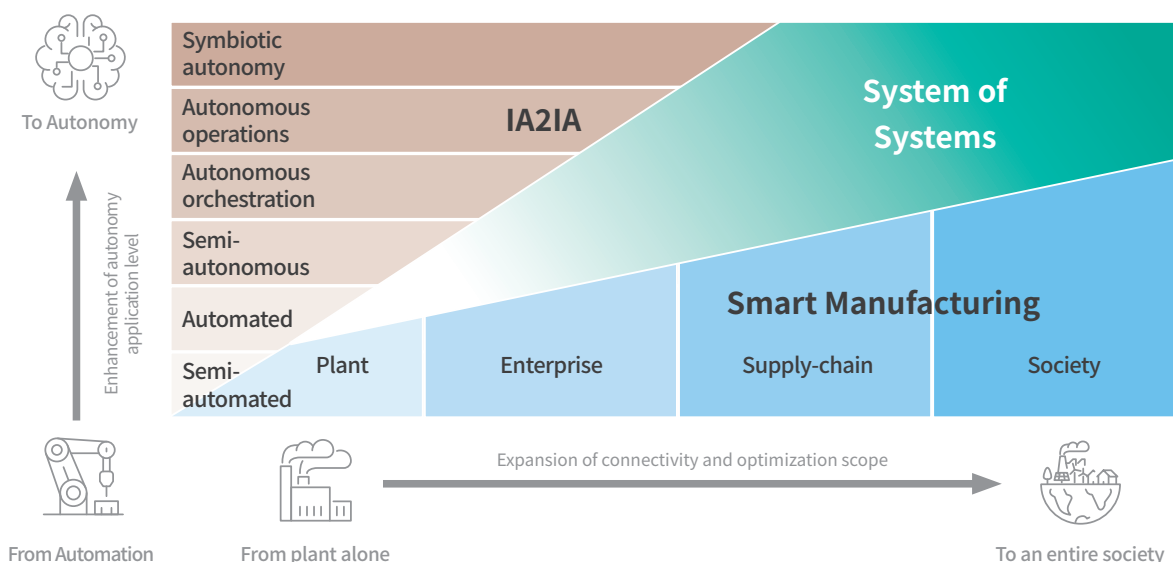 Symbiotic
autonomy
To Autonomy
Autonomous
operations
IA2IA
System of
Systems
Autonomous
orchestration
Enhancement of autonomy
application level
Semi-
autonomous
Automated
Smart Manufacturing
Semi-
automated
Plant
Enterprise
Supply-chain
Society
Expansion of connectivity and optimization scope
From Automation
From plant alone
To an entire society